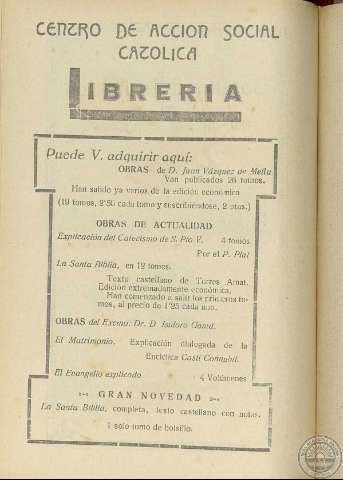 CENTRO DE ACCION SOCIAL
CATOLICA
LIBRERIA
Puede V. adquirir aquí:
OBRAS de D. Juan Vázquez de Mella
Van publicados 26 tomos.
Han salido ya varios de la edición económica
(19 tomos, 2'50 cada tomo y suscribiéndose, 2 ptas.)
OBRAS DE ACTUALIDAD
Explicación del Catecismo de S. Pío V. 4 tomos
Por el P. Plat
La Santa Biblia, en 12 tomos.
Texto castellano de Torres Amat.
Edición extremadamente económica.
Han comenzado a salir los primeros to-
mos, al precio de 1'25 cada uno.
OBRAS del Excmo. Dr. D. Isidoro Gomá.
El Matrimonio. Explicación dialogada de la
Encíclica Casti Connubii.
El Evangelio explicado 4 Volúmenes
GRAN NOVEDAD
La Santa Biblia, completa, texto castellano con notas.
1 solo tomo de bolsillo.